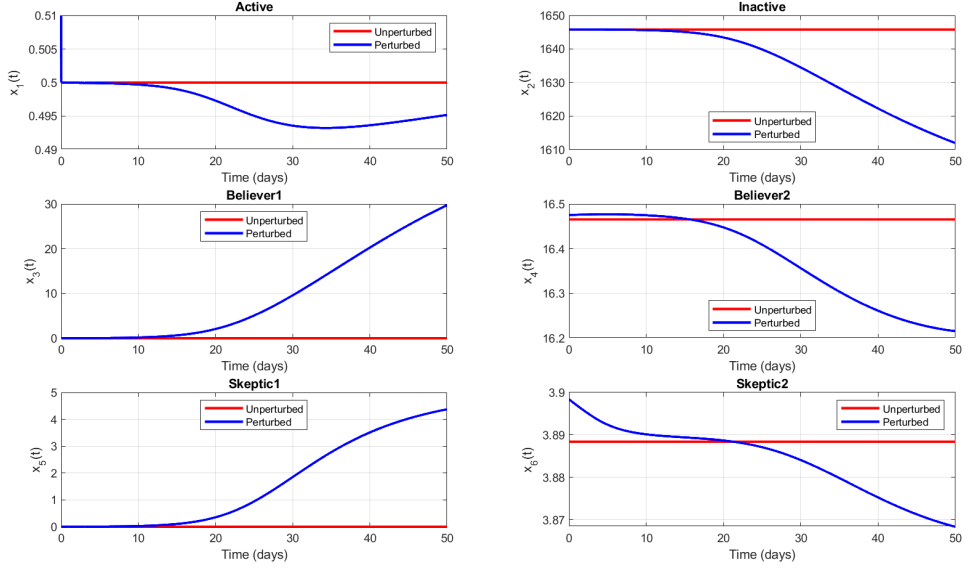 Active
0.51
0.505
0.5
0.495
0.49
x1(t)
Unperturbed
Perturbed
0 10 20 30 40 50
Time (days)
Inactive
1650
1640
1630
1620
1610
x2(t)
Unperturbed
Perturbed
0 10 20 30 40 50
Time (days)
Believer1
30
20
10
0
x3(t)
Unperturbed
Perturbed
0 10 20 30 40 50
Time (days)
Believer2
16.5
16.4
16.3
16.2
x4(t)
Unperturbed
Perturbed
0 10 20 30 40 50
Time (days)
Skeptic1
5
4
3
2
1
0
x5(t)
Unperturbed
Perturbed
0 10 20 30 40 50
Time (days)
Skeptic2
3.9
3.89
3.88
3.87
x6(t)
Unperturbed
Perturbed
0 10 20 30 40 50
Time (days)